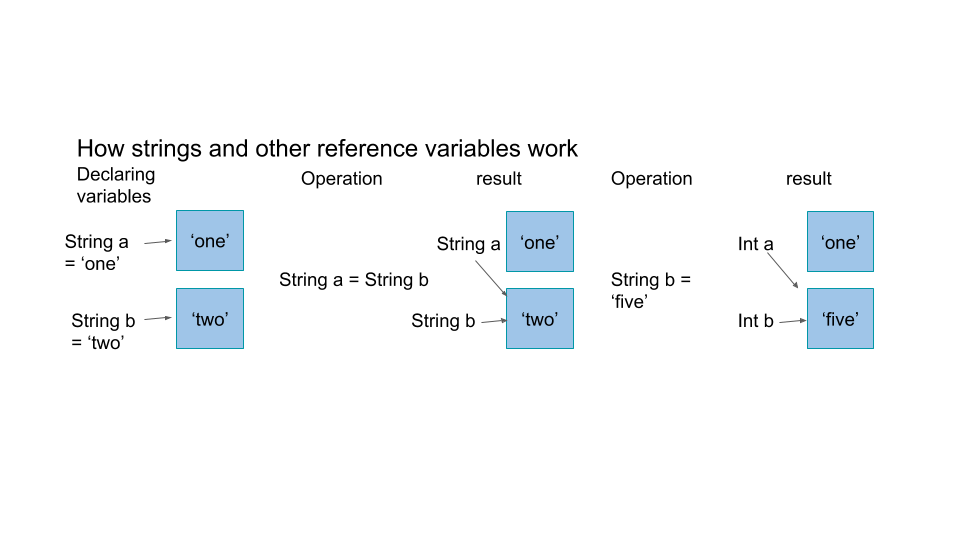 How strings and other reference variables work
Declaring
variables
Operation
result
Operation
result
String a
= ‘one’
‘one’
String b
= ‘two’
‘two’
String a = String b
String a
‘one’
String b
‘two’
String b =
‘five’
Int a
‘one’
Int b
‘five’